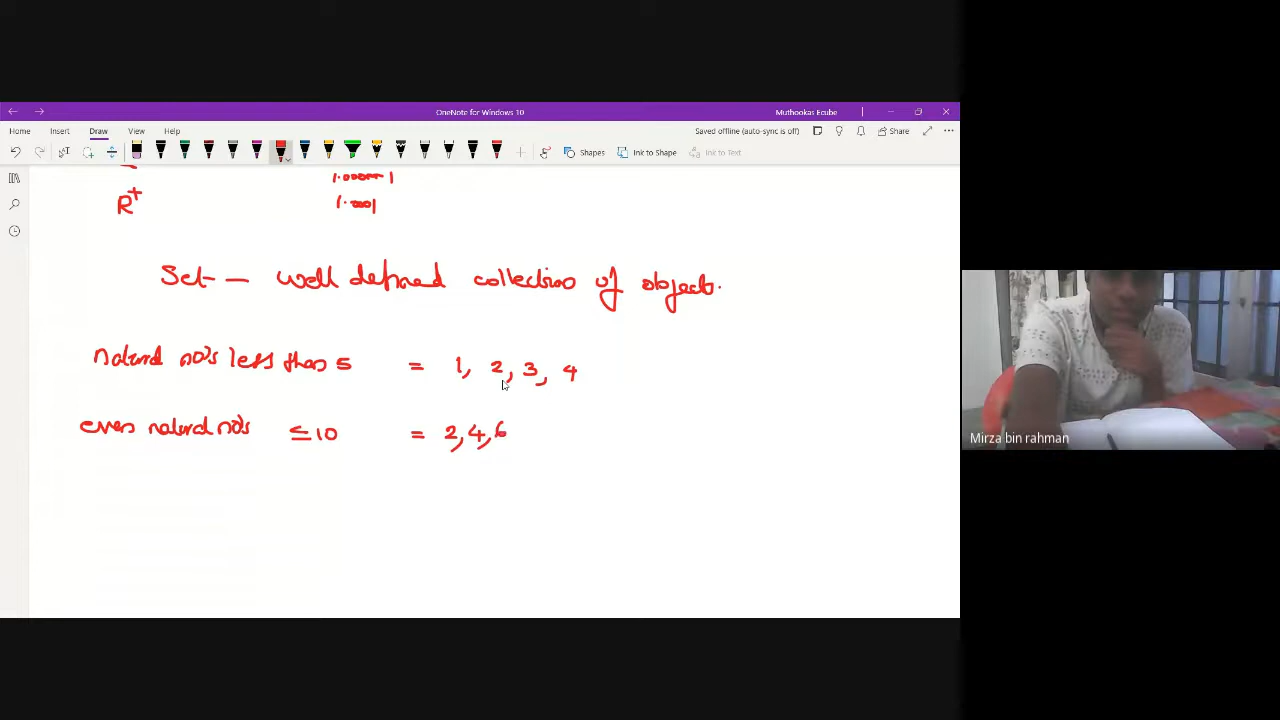 OneNote for Windows 10
Muthookas Ecube
Home Insert Draw View Help
Saved offline (auto-sync is off)
Share
Shapes
Ink to Shape
Ink to Text
R+
1.0001
Set — well defined collection of objects.
natural no's less than 5 = 1, 2, 3, 4
even natural no's ≤ 10 = 2, 4, 6
Mirza bin rahman